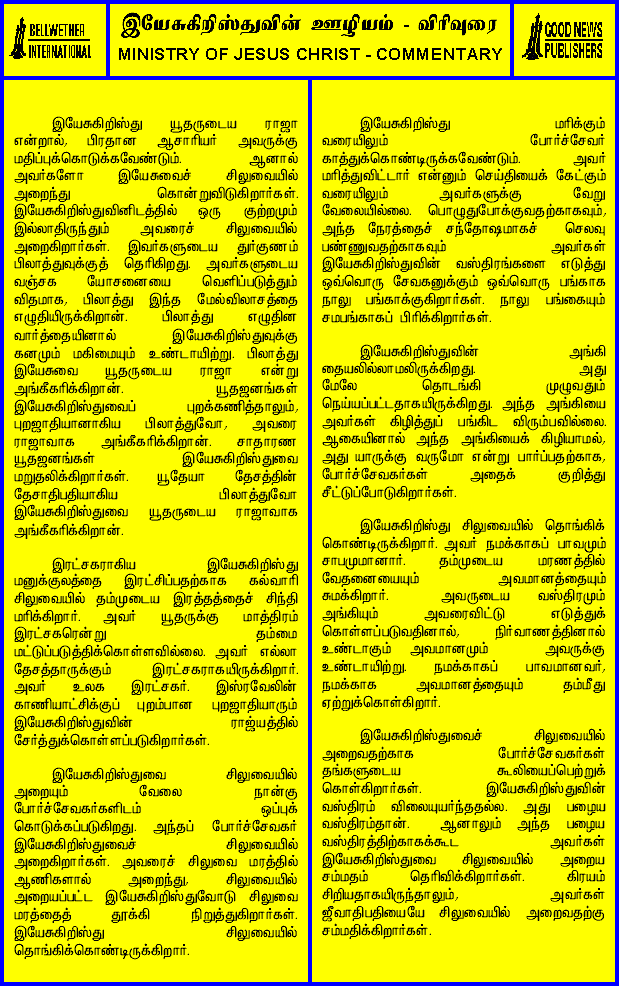 BELLWETHER
INTERNATIONAL
இயேசுகிறிஸ்துவின் ஊழியம் - விரிவுரை
MINISTRY OF JESUS CHRIST - COMMENTARY
GOOD NEWS
PUBLISHERS
இயேசுகிறிஸ்து யூதருடைய ராஜா
என்றால், பிரதான ஆசாரியர் அவருக்கு
மதிப்புக்கொடுக்கவேண்டும். ஆனால்
அவர்களோ இயேசுவைச் சிலுவையில்
அறைந்து கொன்றுவிடுகிறார்கள்.
இயேசுகிறிஸ்துவினிடத்தில் ஒரு குற்றமும்
இல்லாதிருந்தும் அவரைச் சிலுவையில்
அறைகிறார்கள். இவர்களுடைய துர்குணம்
பிலாத்துவுக்குத் தெரிகிறது. அவர்களுடைய
வஞ்சக யோசனையை வெளிப்படுத்தும்
விதமாக, பிலாத்து இந்த மேல்விலாசத்தை
எழுதியிருக்கிறான். பிலாத்து எழுதின
வார்த்தையினால் இயேசுகிறிஸ்துவுக்கு
கனமும் மகிமையும் உண்டாயிற்று. பிலாத்து
இயேசுவை யூதருடைய ராஜா என்று
அங்கீகரிக்கிறான். யூதஜனங்கள்
இயேசுகிறிஸ்துவைப் புறக்கணித்தாலும்,
புறஜாதியானாகிய பிலாத்துவோ, அவரை
ராஜாவாக அங்கீகரிக்கிறான். சாதாரண
யூதஜனங்கள் இயேசுகிறிஸ்துவை
மறுதலிக்கிறார்கள். யூதேயா தேசத்தின்
தேசாதிபதியாகிய பிலாத்துவோ
இயேசுகிறிஸ்துவை யூதருடைய ராஜாவாக
அங்கீகரிக்கிறான்.
இரட்சகராகிய இயேசுகிறிஸ்து
மனுக்குலத்தை இரட்சிப்பதற்காக கல்வாரி
சிலுவையில் தம்முடைய இரத்தத்தைச் சிந்தி
மரிக்கிறார். அவர் யூதருக்கு மாத்திரம்
இரட்சகரென்று தம்மை
மட்டுப்படுத்திக்கொள்ளவில்லை. அவர் எல்லா
தேசத்தாருக்கும் இரட்சகராகயிருக்கிறார்.
அவர் உலக இரட்சகர். இஸ்ரவேலின்
காணியாட்சிக்குப் புறம்பான புறஜாதியாரும்
இயேசுகிறிஸ்துவின் ராஜ்யத்தில்
சேர்த்துக்கொள்ளப்படுகிறார்கள்.
இயேசுகிறிஸ்துவை சிலுவையில்
அறையும் வேலை நான்கு
போர்ச்சேவகர்களிடம் ஒப்புக்
கொடுக்கப்படுகிறது. அந்தப் போர்ச்சேவகர்
இயேசுகிறிஸ்துவைச் சிலுவையில்
அறைகிறார்கள். அவரைச் சிலுவை மரத்தில்
ஆணிகளால் அறைந்து, சிலுவையில்
அறையப்பட்ட இயேசுகிறிஸ்துவோடு சிலுவை
மரத்தைத் தூக்கி நிறுத்துகிறார்கள்.
இயேசுகிறிஸ்து சிலுவையில்
தொங்கிக்கொண்டிருக்கிறார்.
இயேசுகிறிஸ்து மரிக்கும்
வரையிலும் போர்ச்சேவர்
காத்துக்கொண்டிருக்கவேண்டும். அவர்
மரித்துவிட்டார் என்னும் செய்தியைக் கேட்கும்
வரையிலும் அவர்களுக்கு வேறு
வேலையில்லை. பொழுதுபோக்குவதற்காகவும்,
அந்த நேரத்தைச் சந்தோஷமாகச் செலவு
பண்ணுவதற்காகவும் அவர்கள்
இயேசுகிறிஸ்துவின் வஸ்திரங்களை எடுத்து
ஒவ்வொரு சேவகனுக்கும் ஒவ்வொரு பங்காக
நாலு பங்காக்குகிறார்கள். நாலு பங்கையும்
சமபங்காகப் பிரிக்கிறார்கள்.
இயேசுகிறிஸ்துவின் அங்கி
தையலில்லாமலிருக்கிறது. அது
மேலே தொடங்கி முழுவதும்
நெய்யப்பட்டதாகயிருக்கிறது. அந்த அங்கியை
அவர்கள் கிழித்துப் பங்கிட விரும்பவில்லை.
ஆகையினால் அந்த அங்கியைக் கிழியாமல்,
அது யாருக்கு வருமோ என்று பார்ப்பதற்காக,
போர்ச்சேவகர்கள் அதைக் குறித்து
சீட்டுப்போடுகிறார்கள்.
இயேசுகிறிஸ்து சிலுவையில் தொங்கிக்
கொண்டிருக்கிறார். அவர் நமக்காகப் பாவமும்
சாபமுமானார். தம்முடைய மரணத்தில்
வேதனையையும் அவமானத்தையும்
சுமக்கிறார். அவருடைய வஸ்திரமும்
அங்கியும் அவரைவிட்டு எடுத்துக்
கொள்ளப்படுவதினால், நிர்வாணத்தினால்
உண்டாகும் அவமானமும் அவருக்கு
உண்டாயிற்று. நமக்காகப் பாவமானவர்,
நமக்காக அவமானத்தையும் தம்மீது
ஏற்றுக்கொள்கிறார்.
இயேசுகிறிஸ்துவைச் சிலுவையில்
அறைவதற்காக போர்ச்சேவகர்கள்
தங்களுடைய கூலியைப்பெற்றுக்
கொள்கிறார்கள். இயேசுகிறிஸ்துவின்
வஸ்திரம் விலையுயர்ந்ததல்ல. அது பழைய
வஸ்திரம்தான். ஆனாலும் அந்த பழைய
வஸ்திரத்திற்காகக்கூட அவர்கள்
இயேசுகிறிஸ்துவை சிலுவையில் அறைய
சம்மதம் தெரிவிக்கிறார்கள். கிரயம்
சிறியதாகயிருந்தாலும், அவர்கள்
ஜீவாதிபதியையே சிலுவையில் அறைவதற்கு
சம்மதிக்கிறார்கள்.